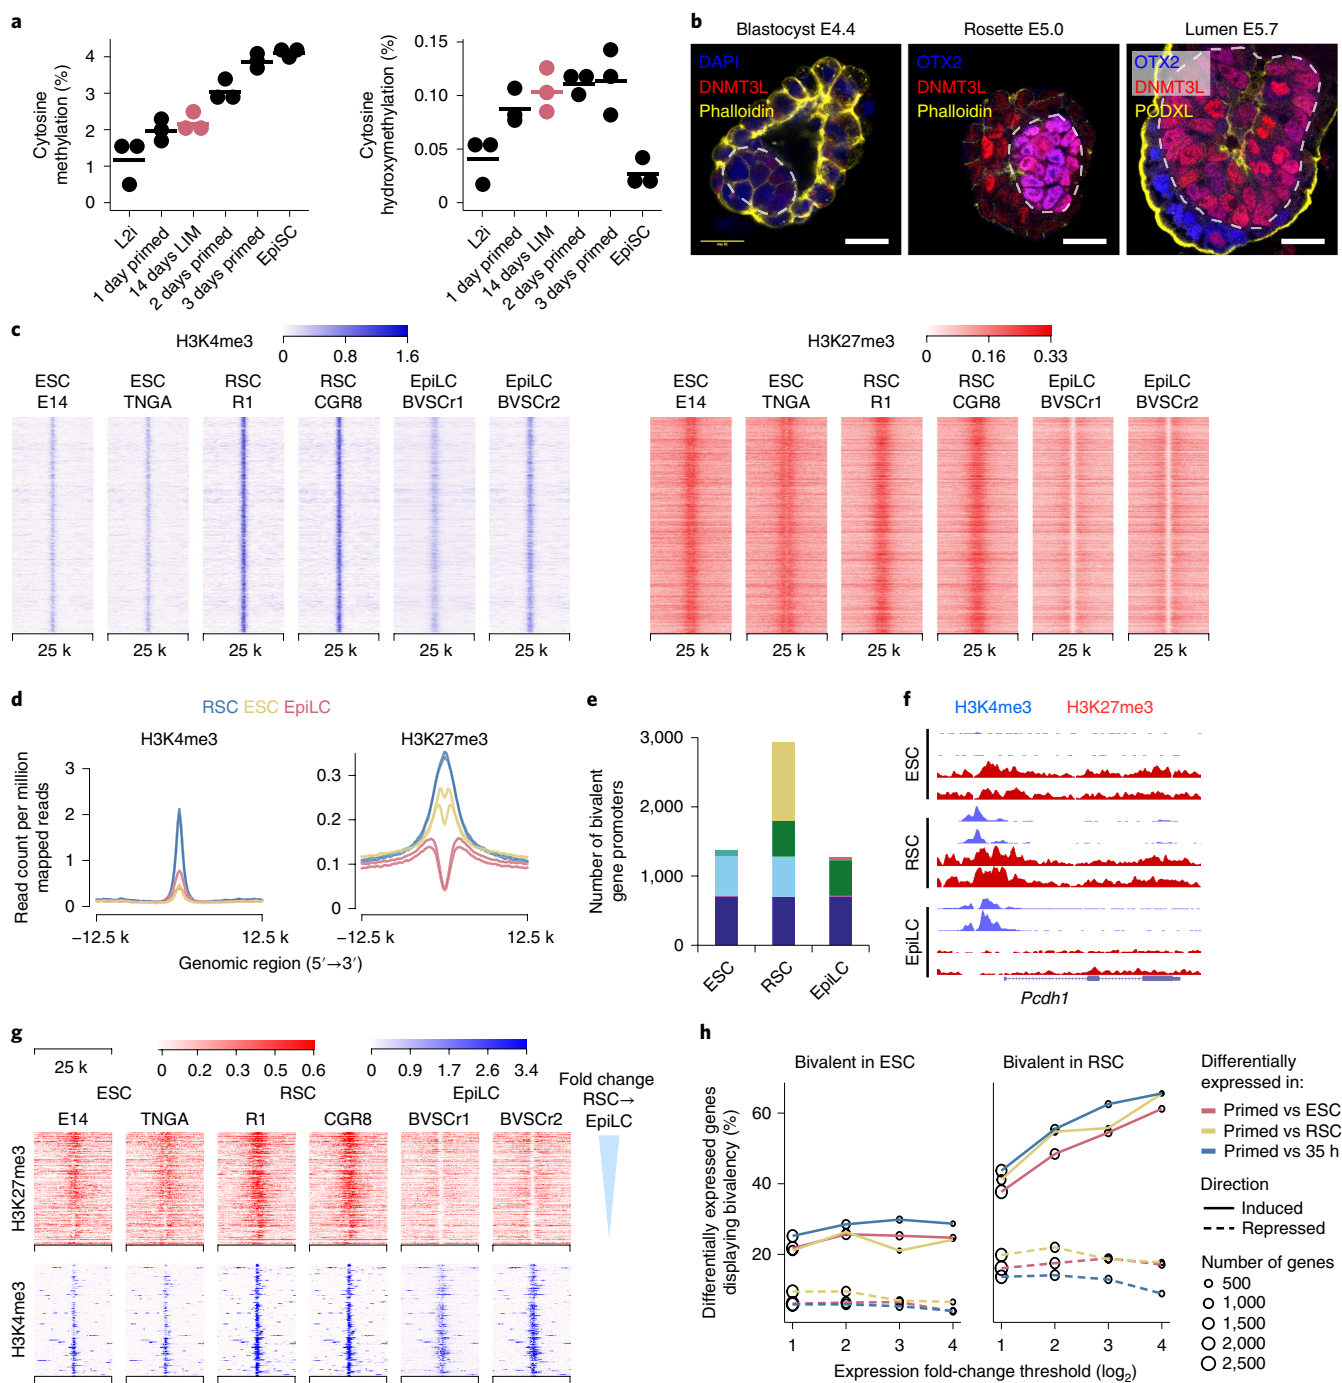 a
Cytosine
methylation (%)
4
3
2
1
0
L2i
1 day primed
14 days LIM
2 days primed
3 days primed
EpiSC
Cytosine
hydroxymethylation (%)
0.15
0.10
0.05
0
L2i
1 day primed
14 days LIM
2 days primed
3 days primed
EpiSC
b
Blastocyst E4.4
DAPI
DNMT3L
Phalloidin
Rosette E5.0
OTX2
DNMT3L
Phalloidin
Lumen E5.7
OTX2
DNMT3L
PODXL
c
H3K4me3
0 0.8 1.6
ESC E14
ESC TNGA
RSC R1
RSC CGR8
EpiLC BVSCr1
EpiLC BVSCr2
25 k 25 k 25 k 25 k 25 k 25 k
H3K27me3
0 0.16 0.33
ESC E14
ESC TNGA
RSC R1
RSC CGR8
EpiLC BVSCr1
EpiLC BVSCr2
25 k 25 k 25 k 25 k 25 k 25 k
d
RSC ESC EpiLC
H3K4me3
Read count per million
mapped reads
3
2
1
0
−12.5 k 12.5 k
H3K27me3
0.3
0.2
0.1
0
−12.5 k 12.5 k
Genomic region (5′→3′)
e
Number of bivalent
gene promoters
3,000
2,000
1,000
0
ESC
RSC
EpiLC
f
H3K4me3 H3K27me3
ESC
RSC
EpiLC
Pcdh1
g
25 k
0 0.2 0.3 0.5 0.6
0 0.9 1.7 2.6 3.4
ESC RSC EpiLC
E14 TNGA R1 CGR8 BVSCr1 BVSCr2
Fold change
RSC→
EpiLC
H3K27me3
H3K4me3
h
Bivalent in ESC
Bivalent in RSC
Differentially expressed genes
displaying bivalency (%)
60
40
20
1 2 3 4
1 2 3 4
Expression fold-change threshold (log2)
Differentially
expressed in:
Primed vs ESC
Primed vs RSC
Primed vs 35 h
Direction
Induced
Repressed
Number of genes
500
1,000
1,500
2,000
2,500